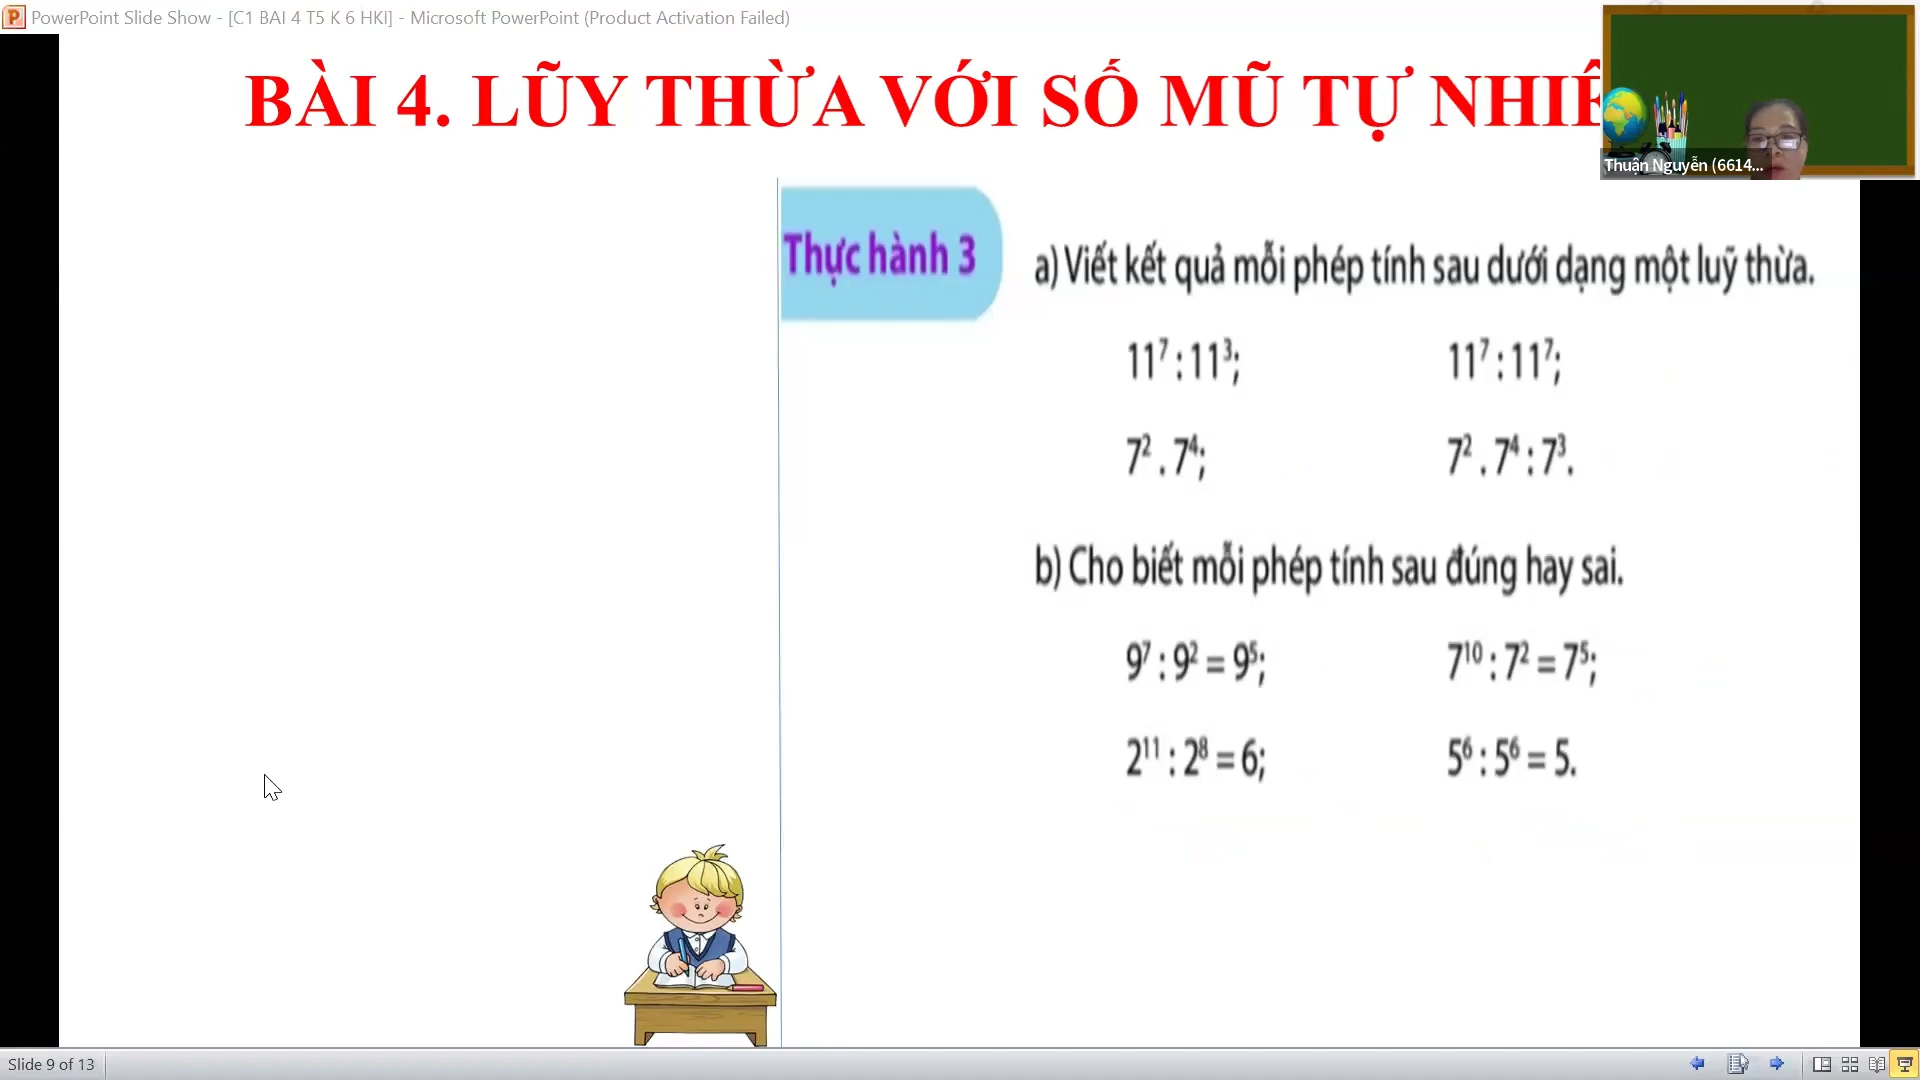 PowerPoint Slide Show - [C1 BAI 4 T5 K 6 HKI] - Microsoft PowerPoint (Product Activation Failed)
BÀI 4. LŨY THỪA VỚI SỐ MŨ TỰ
Thuận Nguyễn (6614...
Thực hành 3
a) Viết kết quả mỗi phép tính sau dưới dạng một luỹ thừa.
11⁷ : 11³; 11⁷ : 11⁷;
7² . 7⁴; 7² . 7⁴ : 7³.
b) Cho biết mỗi phép tính sau đúng hay sai.
9⁷ : 9² = 9⁵; 7¹⁰ : 7² = 7⁵;
2¹¹ : 2⁸ = 6; 5⁶ : 5⁶ = 5.
Slide 9 of 13